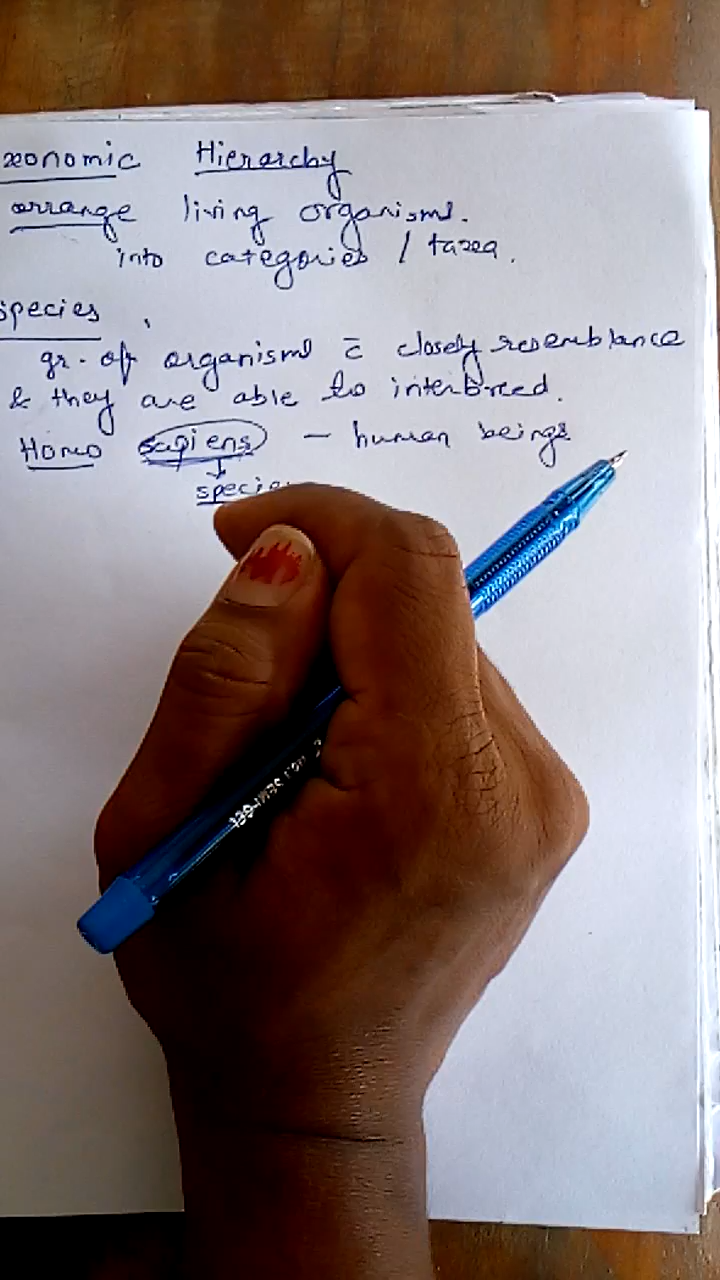 xonomic Hierarchy
arrange living organisms.
into categories / taxa.
species
gr. of organisms c̄ closely resemblance
& they are able to interbreed.
Homo sapiens – human beings
specie